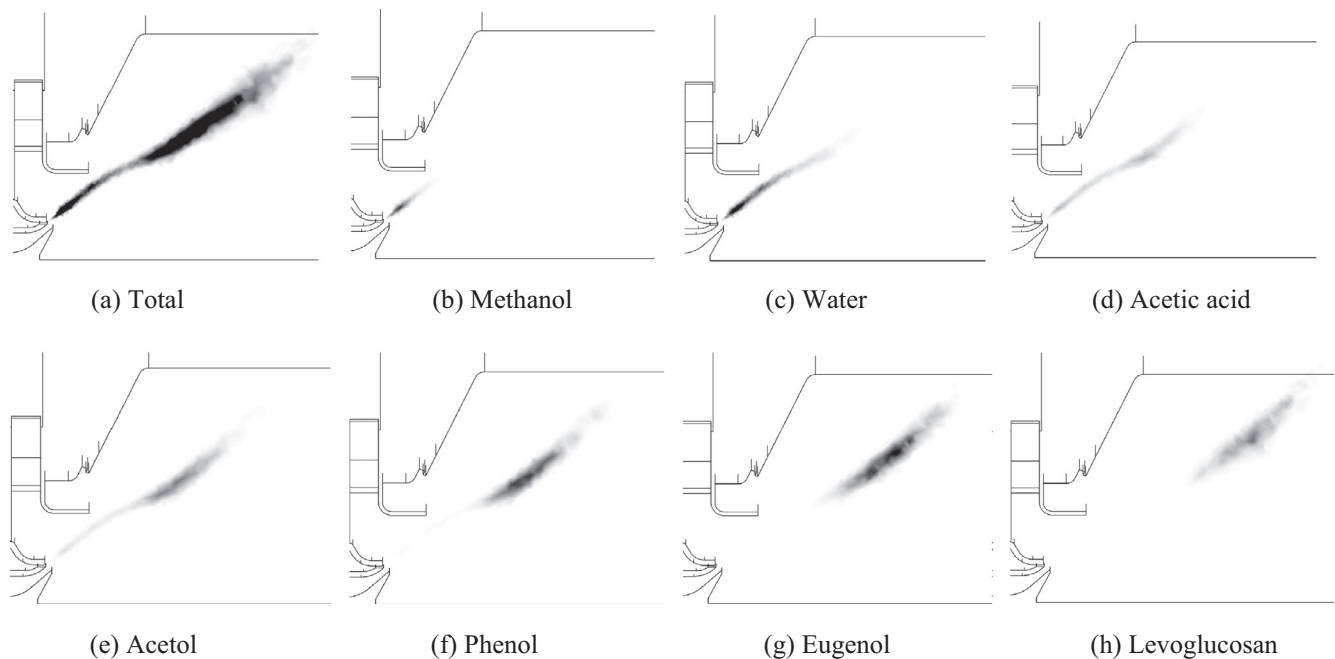 (a) Total
(b) Methanol
(c) Water
(d) Acetic acid
(e) Acetol
(f) Phenol
(g) Eugenol
(h) Levoglucosan